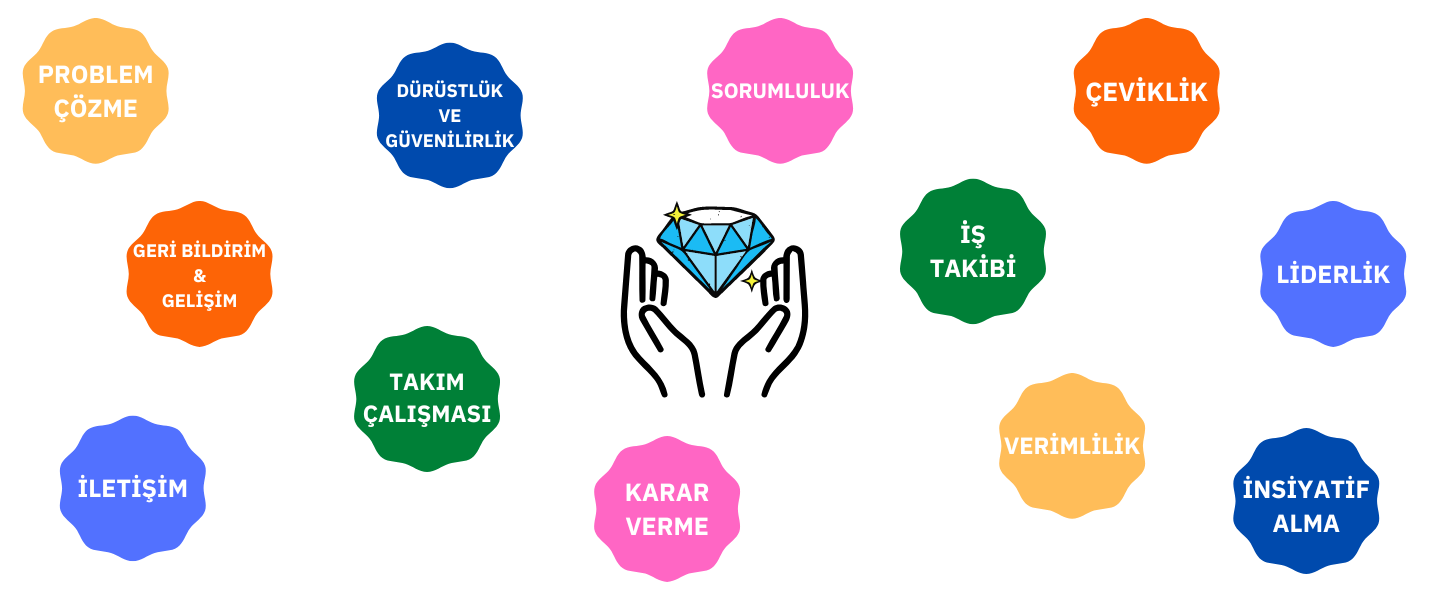 PROBLEM
ÇÖZME
DÜRÜSTLÜK
VE
GÜVENİLİRLİK
SORUMLULUK
ÇEVİKLİK
GERİ BİLDİRİM
&
GELİŞİM
İŞ
TAKİBİ
LİDERLİK
TAKIM
ÇALIŞMASI
VERİMLİLİK
İLETİŞİM
KARAR
VERME
İNSİYATİF
ALMA